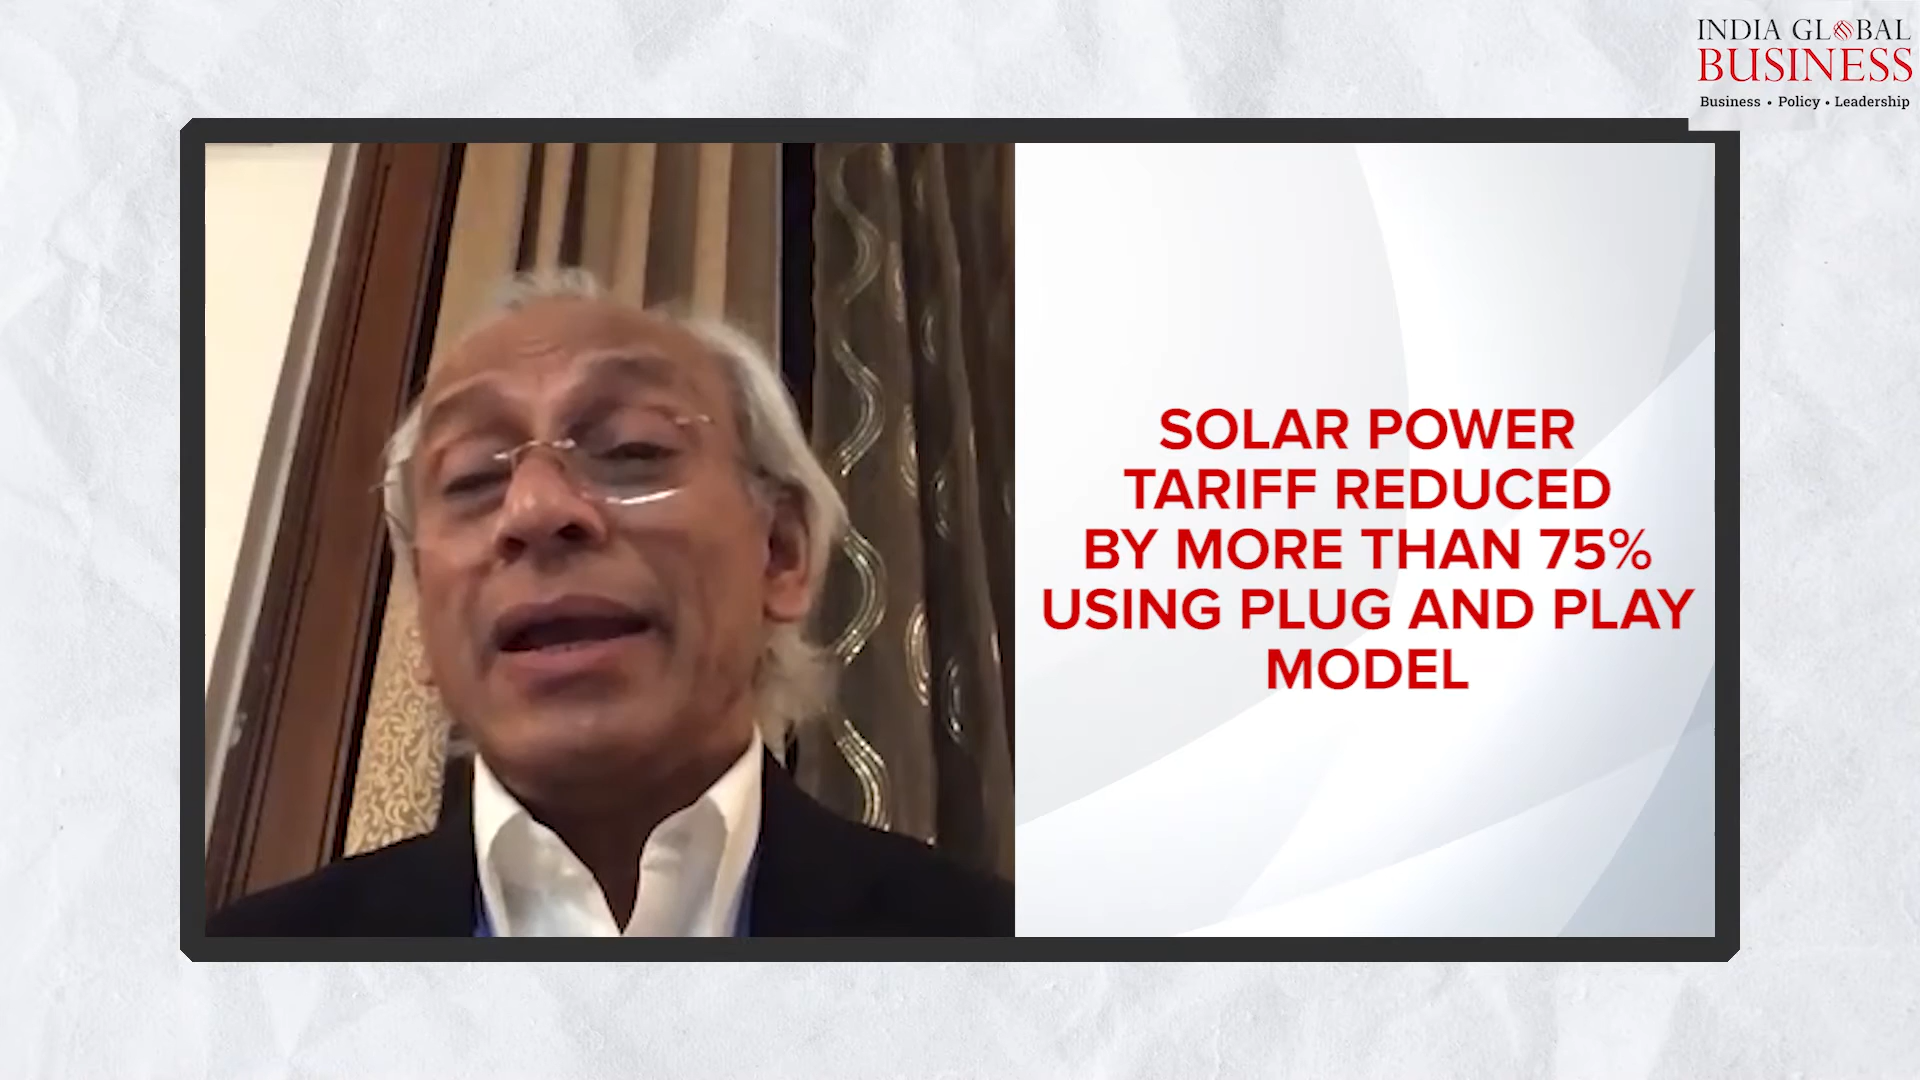 INDIA GLOBAL
BUSINESS
Business • Policy • Leadership
SOLAR POWER
TARIFF REDUCED
BY MORE THAN 75%
USING PLUG AND PLAY
MODEL